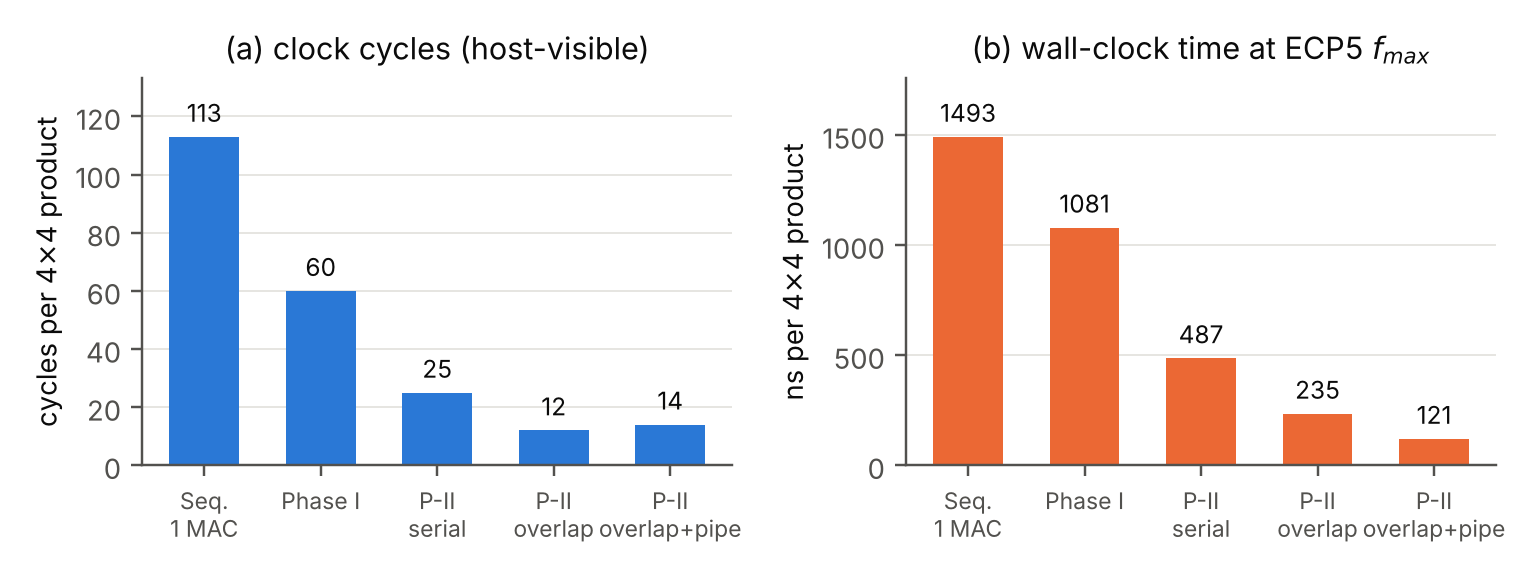 (a) clock cycles (host-visible)
cycles per 4×4 product
120
100
80
60
40
20
0
113
60
25
12
14
Seq.
1 MAC
Phase I
P-II
serial
P-II
overlap
P-II
overlap+pipe
(b) wall-clock time at ECP5 fmax
ns per 4×4 product
1500
1000
500
0
1493
1081
487
235
121
Seq.
1 MAC
Phase I
P-II
serial
P-II
overlap
P-II
overlap+pipe